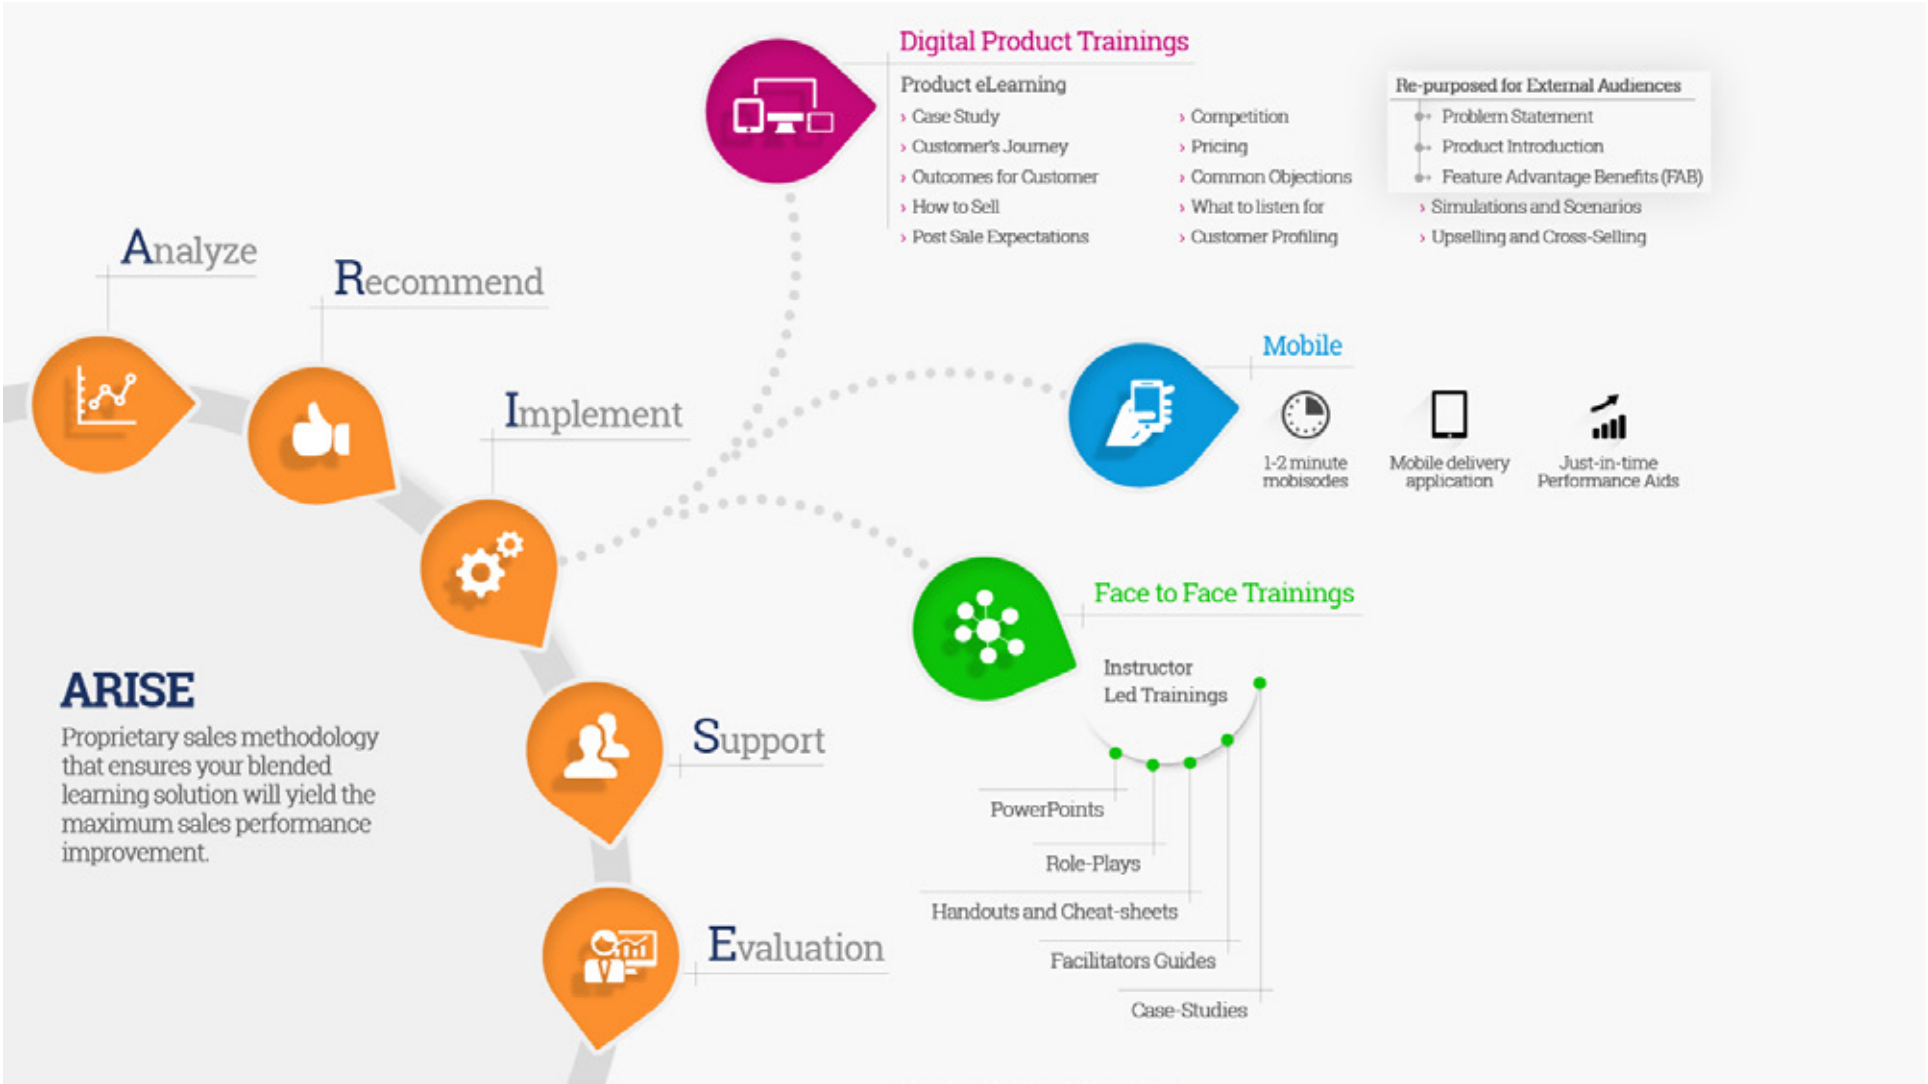 Digital Product Trainings
Product eLearning
› Case Study
› Customer's Journey
› Outcomes for Customer
› How to Sell
› Post Sale Expectations
› Competition
› Pricing
› Common Objections
› What to listen for
› Customer Profiling
Re-purposed for External Audiences
Problem Statement
Product Introduction
Feature Advantage Benefits (FAB)
› Simulations and Scenarios
› Upselling and Cross-Selling
Analyze
Recommend
Implement
Support
Evaluation
Mobile
1-2 minute
mobisodes
Mobile delivery
application
Just-in-time
Performance Aids
Face to Face Trainings
Instructor
Led Trainings
PowerPoints
Role-Plays
Handouts and Cheat-sheets
Facilitators Guides
Case-Studies
ARISE
Proprietary sales methodology
that ensures your blended
learning solution will yield the
maximum sales performance
improvement.